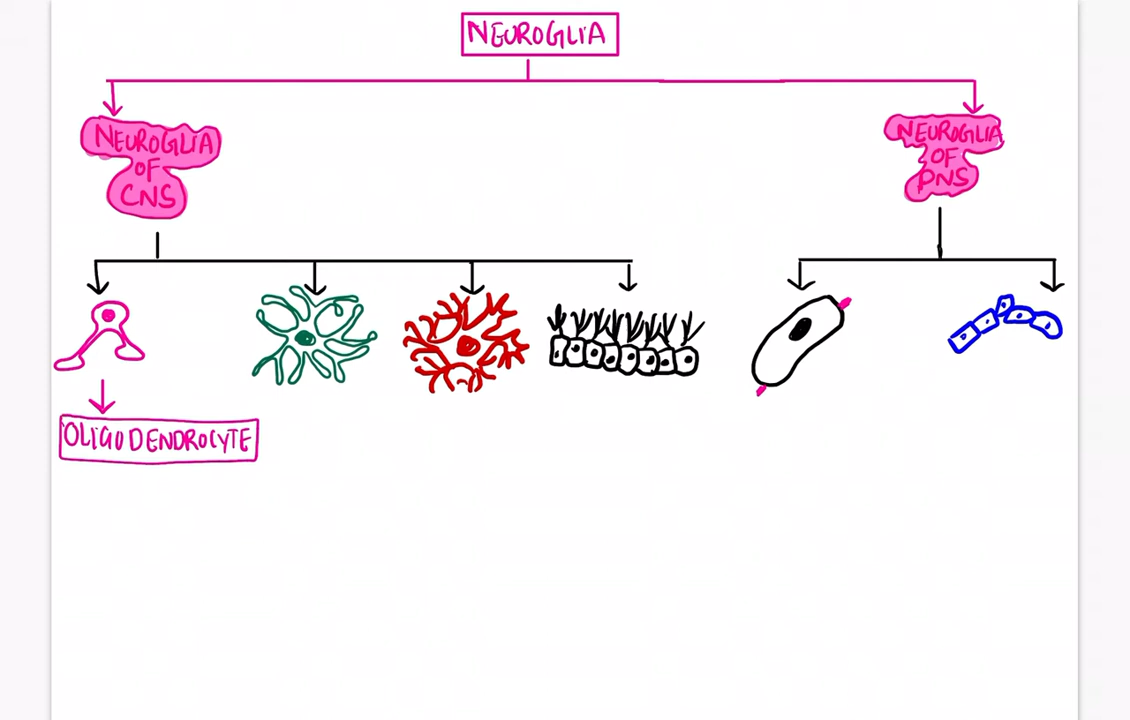 NEUROGLIA
NEUROGLIA
OF
CNS
NEUROGLIA
OF
PNS
OLIGODENDROCYTE